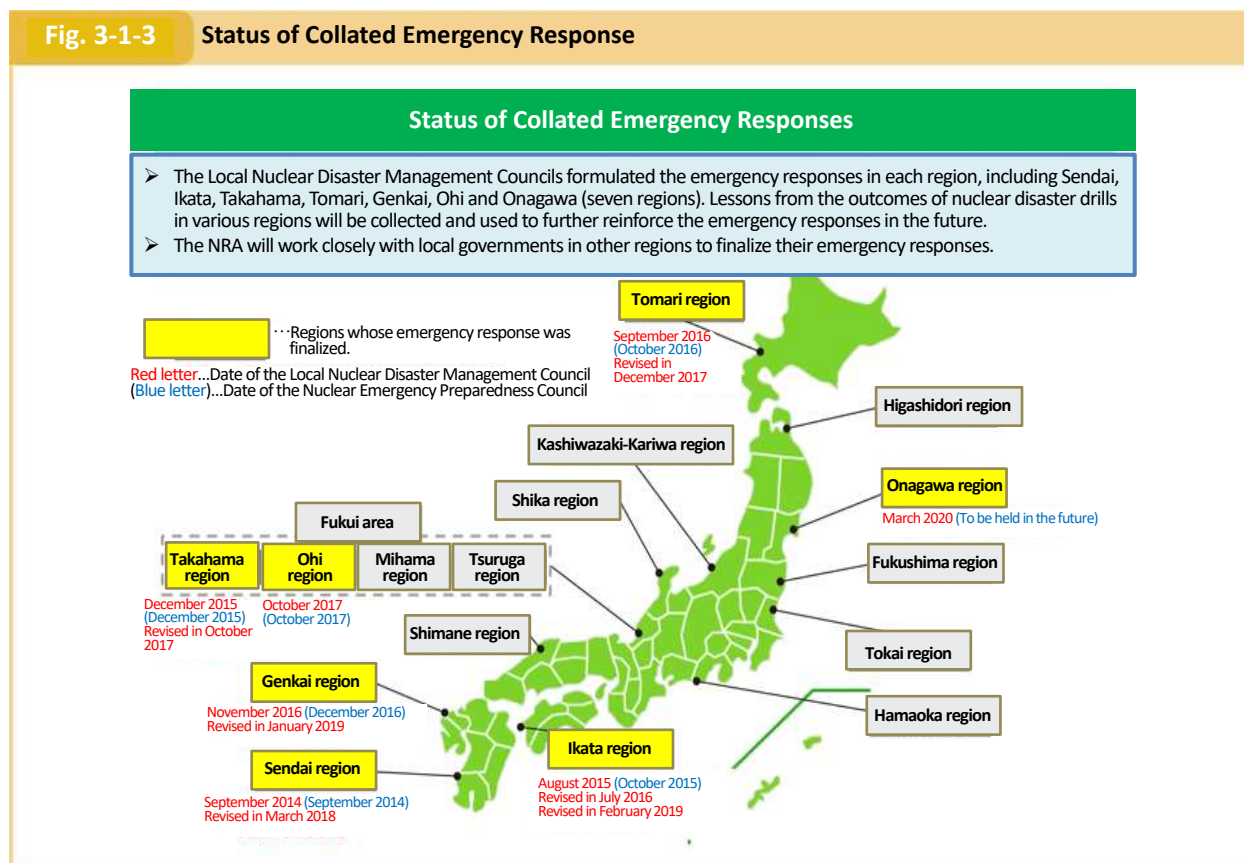 Fig. 3-1-3 Status of Collated Emergency Response
Status of Collated Emergency Responses
➢ The Local Nuclear Disaster Management Councils formulated the emergency responses in each region, including Sendai,
Ikata, Takahama, Tomari, Genkai, Ohi and Onagawa (seven regions). Lessons from the outcomes of nuclear disaster drills
in various regions will be collected and used to further reinforce the emergency responses in the future.
➢ The NRA will work closely with local governments in other regions to finalize their emergency responses.
···Regions whose emergency response was
finalized.
Red letter...Date of the Local Nuclear Disaster Management Council
(Blue letter)...Date of the Nuclear Emergency Preparedness Council
Tomari region
September 2016
(October 2016)
Revised in
December 2017
Higashidori region
Kashiwazaki-Kariwa region
Onagawa region
March 2020 (To be held in the future)
Shika region
Fukui area
Takahama
region
Ohi
region
Mihama
region
Tsuruga
region
December 2015
(December 2015)
Revised in October
2017
October 2017
(October 2017)
Fukushima region
Shimane region
Tokai region
Genkai region
November 2016 (December 2016)
Revised in January 2019
Hamaoka region
Ikata region
August 2015 (October 2015)
Revised in July 2016
Revised in February 2019
Sendai region
September 2014 (September 2014)
Revised in March 2018